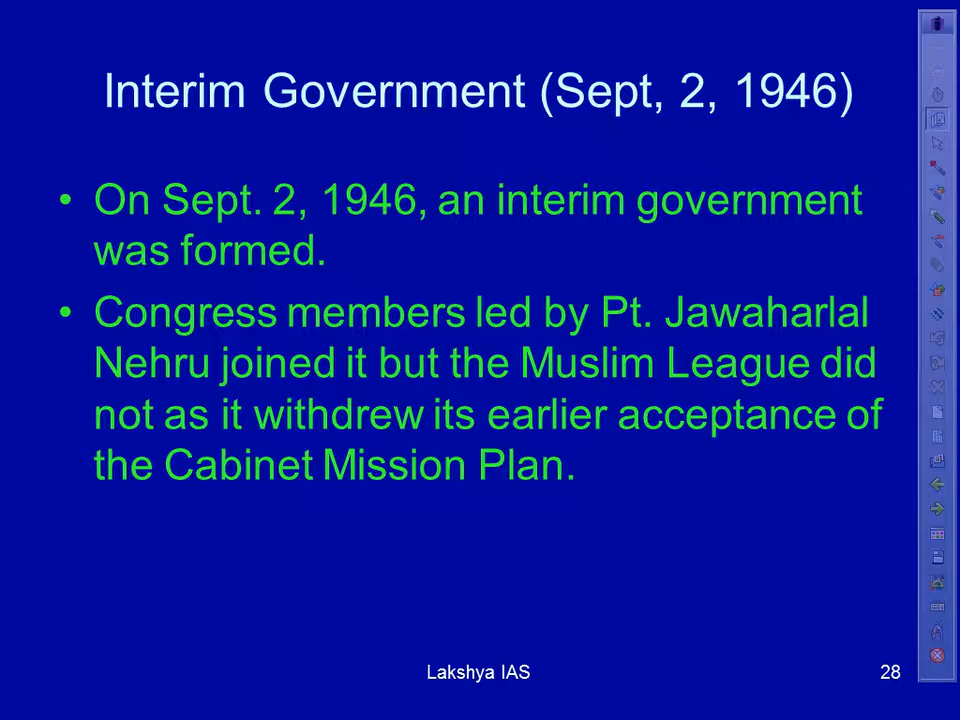 Interim Government (Sept, 2, 1946)
• On Sept. 2, 1946, an interim government
was formed.
• Congress members led by Pt. Jawaharlal
Nehru joined it but the Muslim League did
not as it withdrew its earlier acceptance of
the Cabinet Mission Plan.
Lakshya IAS
28